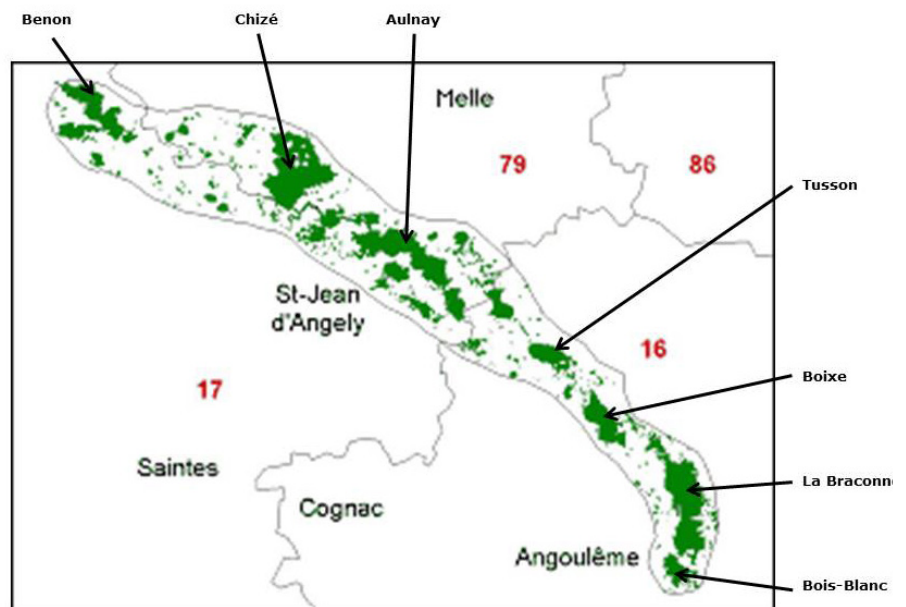 Benon
Chizé
Aulnay
Melle
79
86
Tusson
St-Jean
d'Angely
16
17
Boixe
Saintes
Cognac
La Braconn
Angoulême
Bois-Blanc